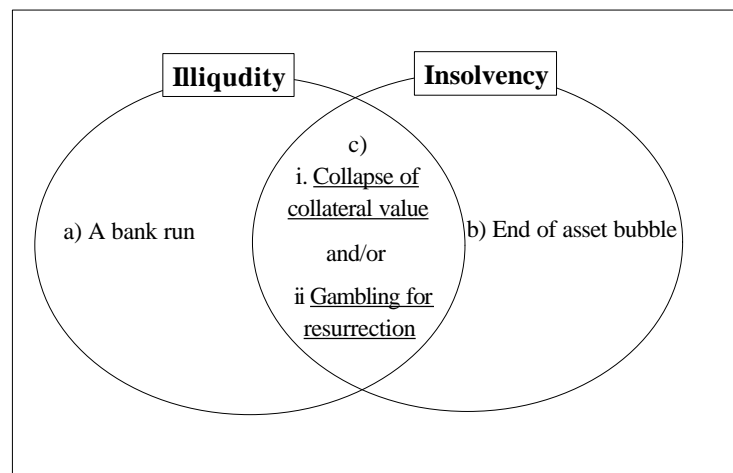 Illiqudity
Insolvency
c)
i. Collapse of
collateral value
a) A bank run
b) End of asset bubble
and/or
ii Gambling for
resurrection